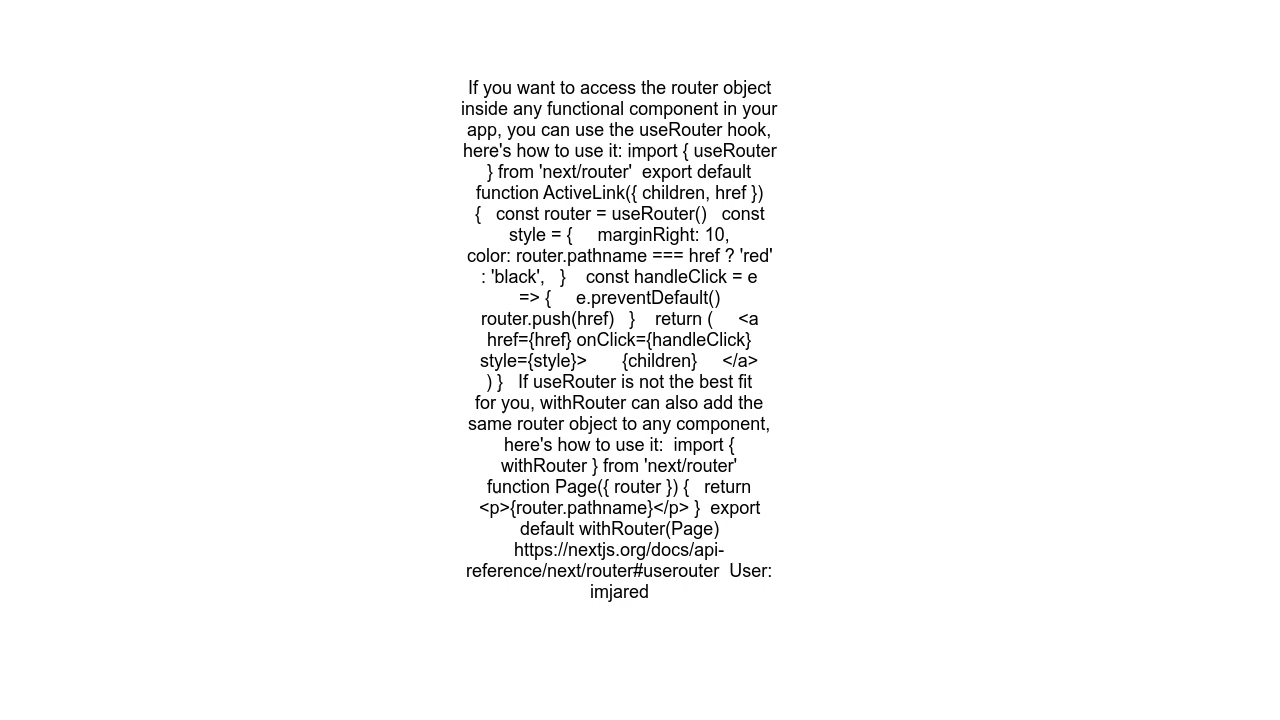 If you want to access the router object
inside any functional component in your
app, you can use the useRouter hook,
here's how to use it: import { useRouter
} from 'next/router'  export default
function ActiveLink({ children, href })
{   const router = useRouter()   const
style = {     marginRight: 10,
color: router.pathname === href ? 'red'
: 'black',   }    const handleClick = e
=> {     e.preventDefault()
router.push(href)   }    return (     <a
href={href} onClick={handleClick}
style={style}>       {children}     </a>
) }   If useRouter is not the best fit
for you, withRouter can also add the
same router object to any component,
here's how to use it:  import {
withRouter } from 'next/router'
function Page({ router }) {   return
<p>{router.pathname}</p> }  export
default withRouter(Page)
https://nextjs.org/docs/api-
reference/next/router#userouter  User:
imjared